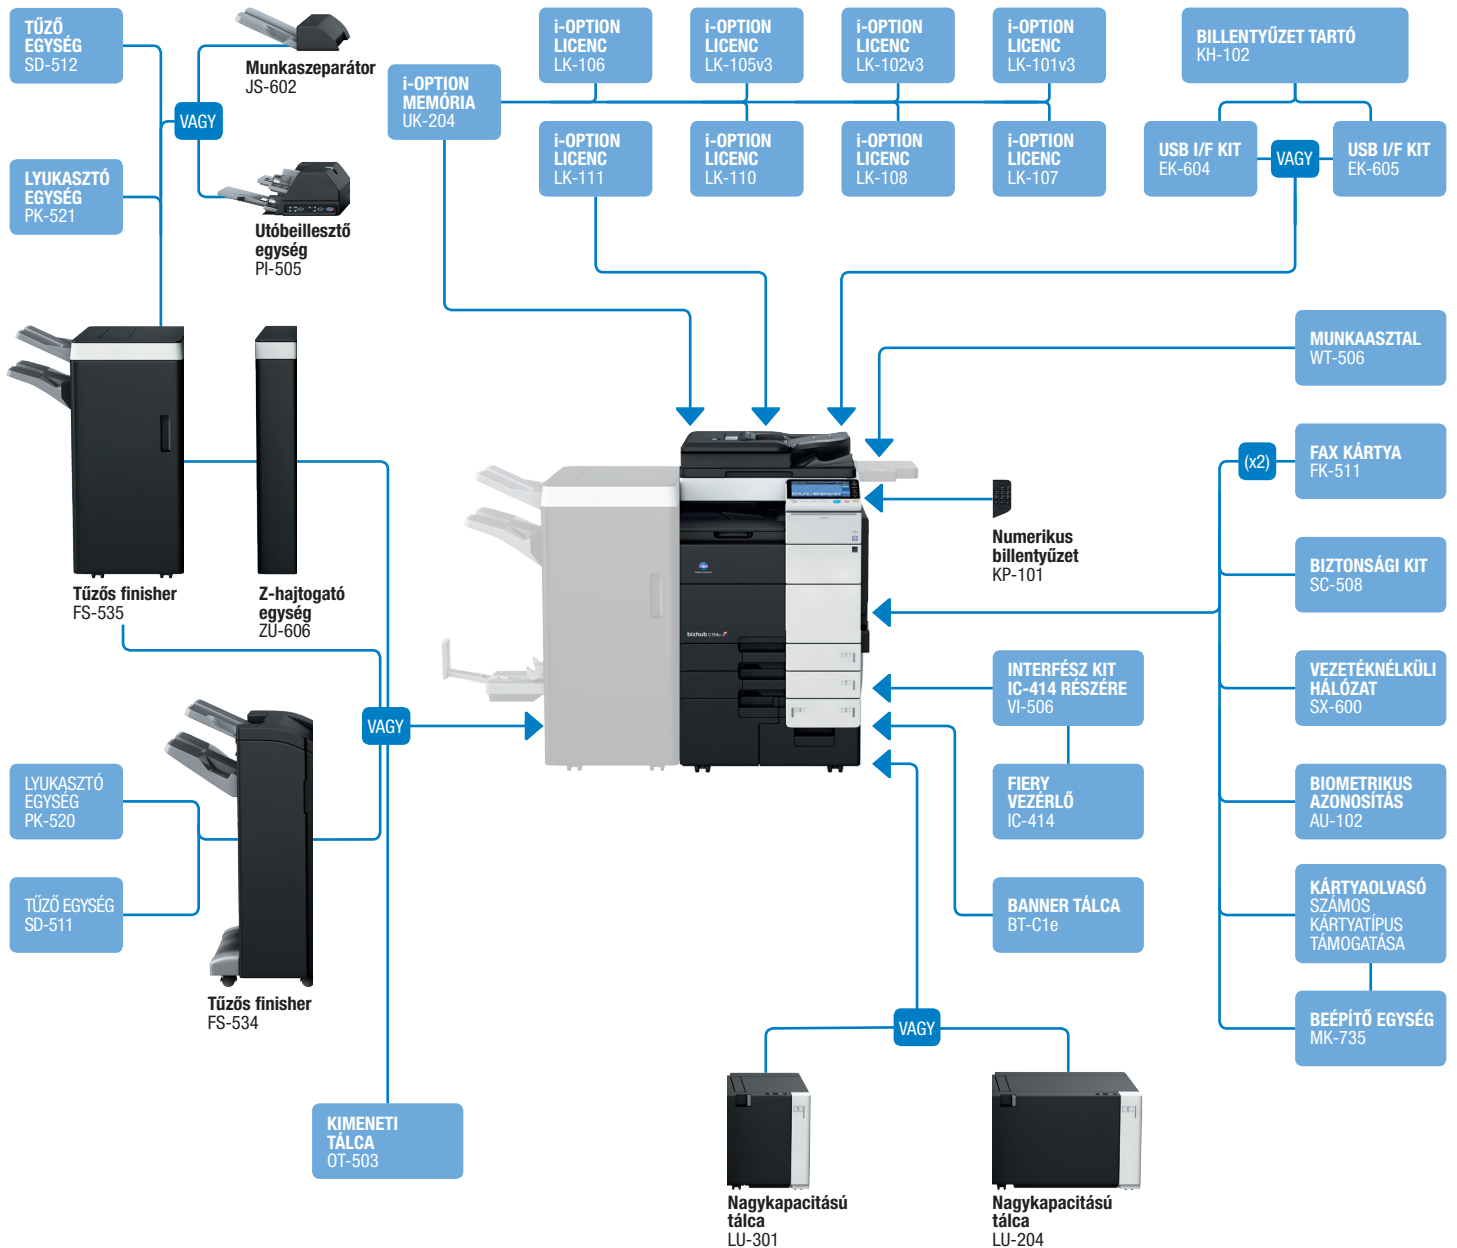 TŰZŐ
EGYSÉG
SD-512
Munkaszeparátor
JS-602
VAGY
LYUKASZTÓ
EGYSÉG
PK-521
Utóbeillesztő
egység
PI-505
i-OPTION
MEMÓRIA
UK-204
i-OPTION
LICENC
LK-106
i-OPTION
LICENC
LK-105v3
i-OPTION
LICENC
LK-102v3
i-OPTION
LICENC
LK-101v3
i-OPTION
LICENC
LK-111
i-OPTION
LICENC
LK-110
i-OPTION
LICENC
LK-108
i-OPTION
LICENC
LK-107
BILLENTYŰZET TARTÓ
KH-102
USB I/F KIT
EK-604
VAGY
USB I/F KIT
EK-605
MUNKAASZTAL
WT-506
(x2)
FAX KÁRTYA
FK-511
Numerikus
billentyűzet
KP-101
BIZTONSÁGI KIT
SC-508
Tűzős finisher
FS-535
Z-hajtogató
egység
ZU-606
bizhub C754e
INTERFÉSZ KIT
IC-414 RÉSZÉRE
VI-506
VEZETÉKNÉLKÜLI
HÁLÓZAT
SX-600
VAGY
LYUKASZTÓ
EGYSÉG
PK-520
FIERY
VEZÉRLŐ
IC-414
BIOMETRIKUS
AZONOSÍTÁS
AU-102
TŰZŐ EGYSÉG
SD-511
BANNER TÁLCA
BT-C1e
KÁRTYAOLVASÓ
SZÁMOS
KÁRTYATÍPUS
TÁMOGATÁSA
Tűzős finisher
FS-534
VAGY
BEÉPÍTŐ EGYSÉG
MK-735
KIMENETI
TÁLCA
OT-503
Nagykapacitású
tálca
LU-301
Nagykapacitású
tálca
LU-204